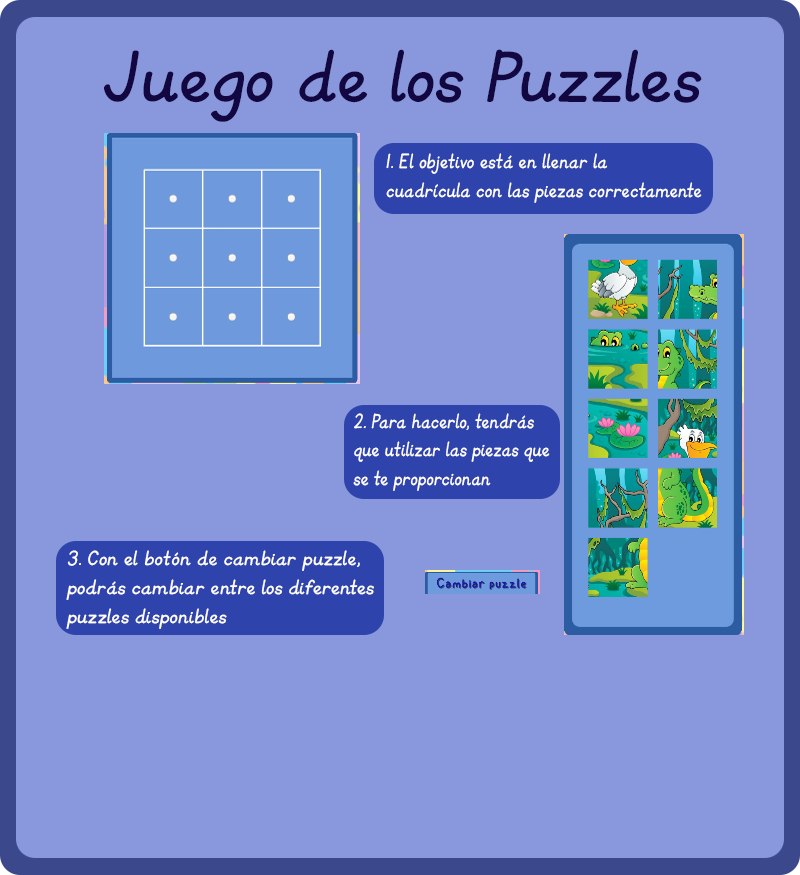 Juego de los Puzzles
1. El objetivo está en llenar la
cuadrícula con las piezas correctamente
2. Para hacerlo, tendrás
que utilizar las piezas que
se te proporcionan
3. Con el botón de cambiar puzzle,
podrás cambiar entre los diferentes
puzzles disponibles
Cambiar puzzle